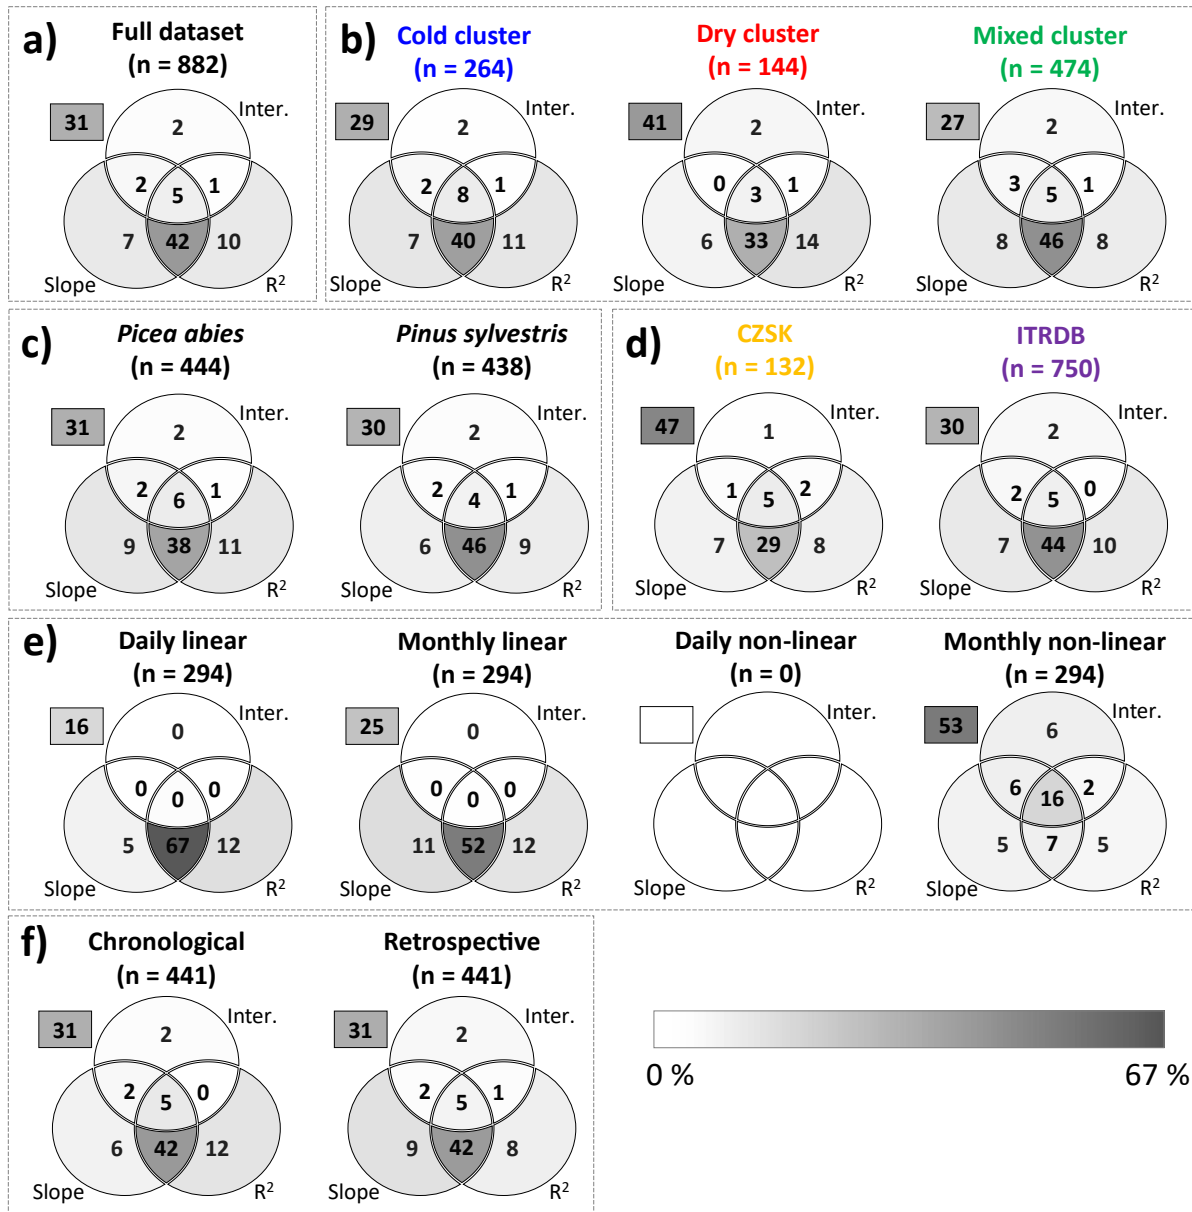 a)
Full dataset
(n = 882)
31
Inter.
2
2
5
1
7
42
10
Slope
R²
b)
Cold cluster
(n = 264)
29
2
2
8
1
7
40
11
Slope
R²
Inter.
Dry cluster
(n = 144)
41
2
Inter.
0
3
1
6
33
14
Slope
R²
Mixed cluster
(n = 474)
27
2
Inter.
3
5
1
8
46
8
Slope
R²
c)
Picea abies
(n = 444)
31
2
Inter.
2
6
1
9
38
11
Slope
R²
Pinus sylvestris
(n = 438)
30
2
Inter.
2
4
1
6
46
9
Slope
R²
d)
CZSK
(n = 132)
47
1
Inter.
1
5
2
7
29
8
Slope
R²
ITRDB
(n = 750)
30
2
Inter.
2
5
0
7
44
10
Slope
R²
e)
Daily linear
(n = 294)
16
0
Inter.
0
0
0
5
67
12
Slope
R²
Monthly linear
(n = 294)
25
0
Inter.
0
0
0
11
52
12
Slope
R²
Daily non-linear
(n = 0)
Inter.
Slope
R²
Monthly non-linear
(n = 294)
53
6
Inter.
6
16
2
5
7
5
Slope
R²
f)
Chronological
(n = 441)
31
2
Inter.
2
5
0
6
42
12
Slope
R²
Retrospective
(n = 441)
31
2
Inter.
2
5
1
9
42
8
Slope
R²
0 %
67 %